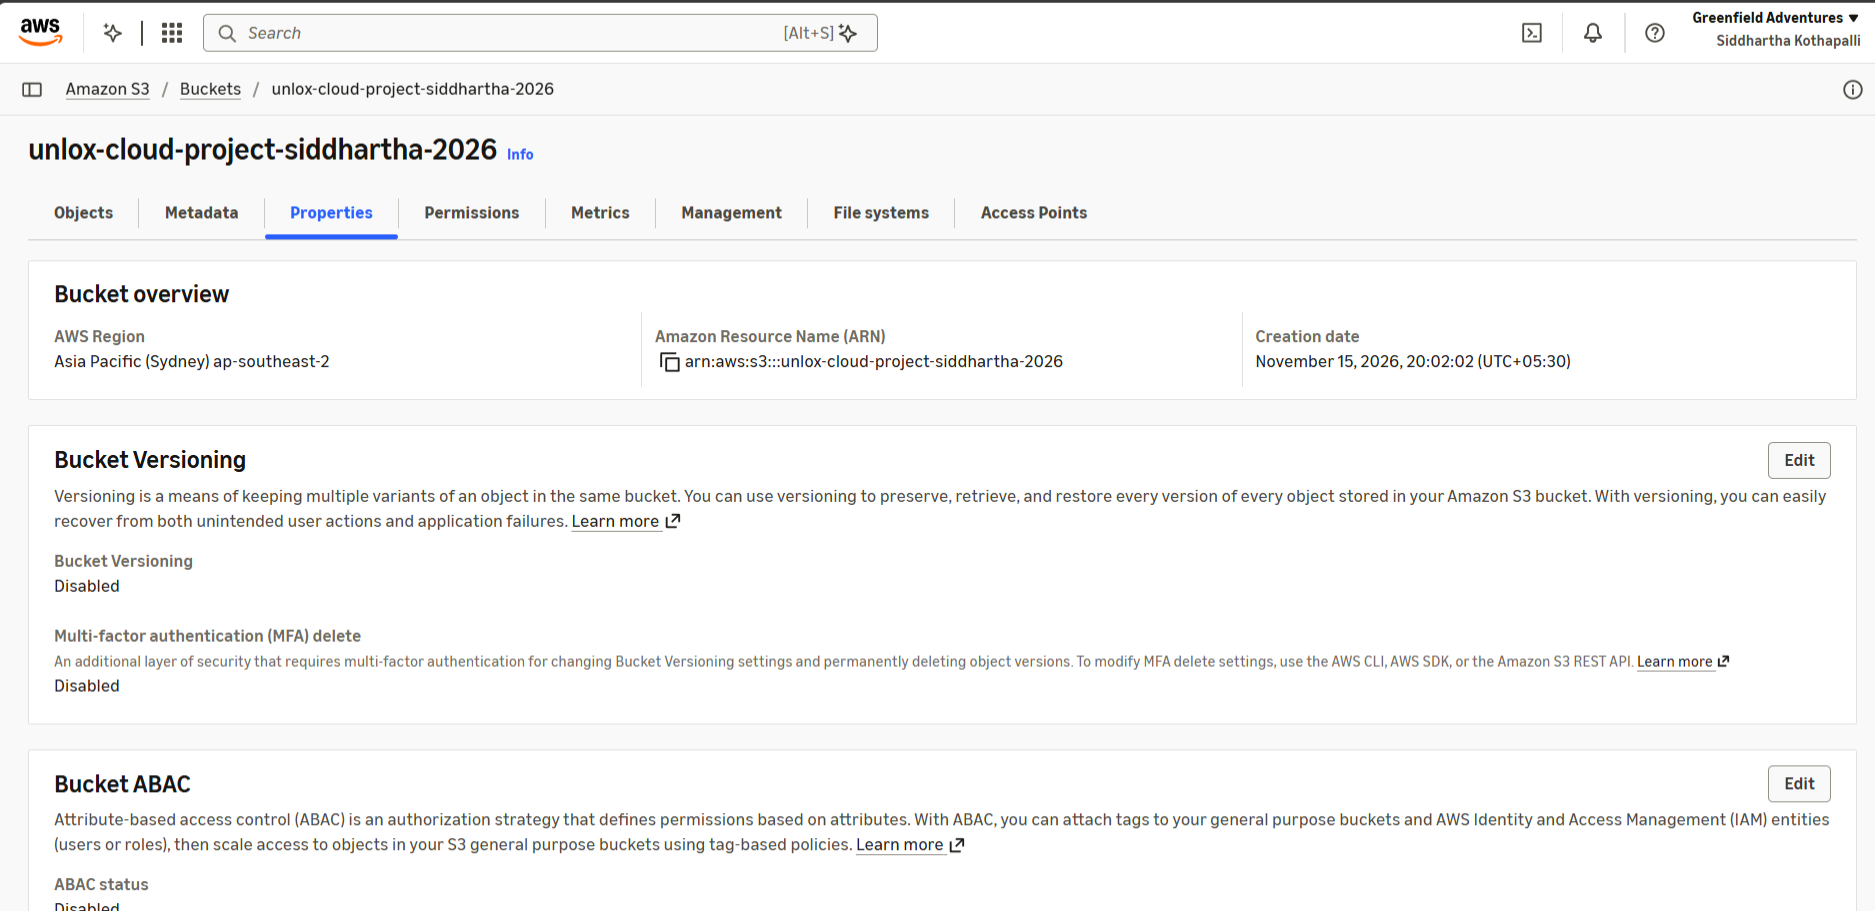 aws
Search [Alt+S]
Greenfield Adventures
Siddhartha Kothapalli
Amazon S3 / Buckets / unlox-cloud-project-siddhartha-2026
unlox-cloud-project-siddhartha-2026 Info
Objects Metadata Properties Permissions Metrics Management File systems Access Points
Bucket overview
AWS Region
Asia Pacific (Sydney) ap-southeast-2
Amazon Resource Name (ARN)
arn:aws:s3:::unlox-cloud-project-siddhartha-2026
Creation date
November 15, 2026, 20:02:02 (UTC+05:30)
Bucket Versioning
Edit
Versioning is a means of keeping multiple variants of an object in the same bucket. You can use versioning to preserve, retrieve, and restore every version of every object stored in your Amazon S3 bucket. With versioning, you can easily
recover from both unintended user actions and application failures. Learn more
Bucket Versioning
Disabled
Multi-factor authentication (MFA) delete
An additional layer of security that requires multi-factor authentication for changing Bucket Versioning settings and permanently deleting object versions. To modify MFA delete settings, use the AWS CLI, AWS SDK, or the Amazon S3 REST API. Learn more
Disabled
Bucket ABAC
Edit
Attribute-based access control (ABAC) is an authorization strategy that defines permissions based on attributes. With ABAC, you can attach tags to your general purpose buckets and AWS Identity and Access Management (IAM) entities
(users or roles), then scale access to objects in your S3 general purpose buckets using tag-based policies. Learn more
ABAC status
Disabled